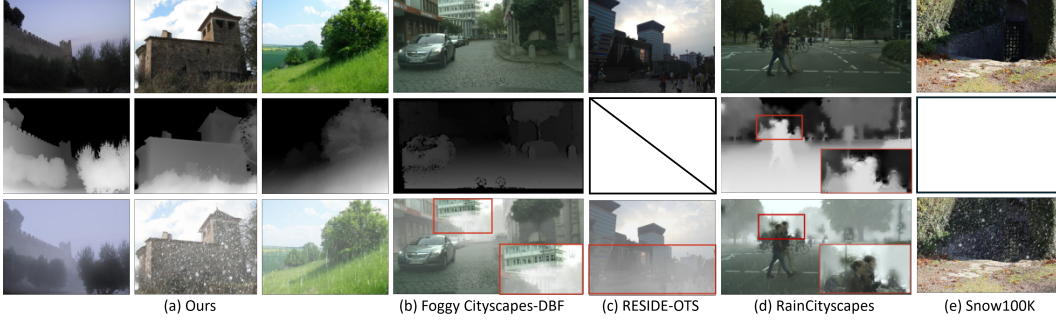 (a) Ours
(b) Foggy Cityscapes-DBF
(c) RESIDE-OTS
(d) RainCityscapes
(e) Snow100K